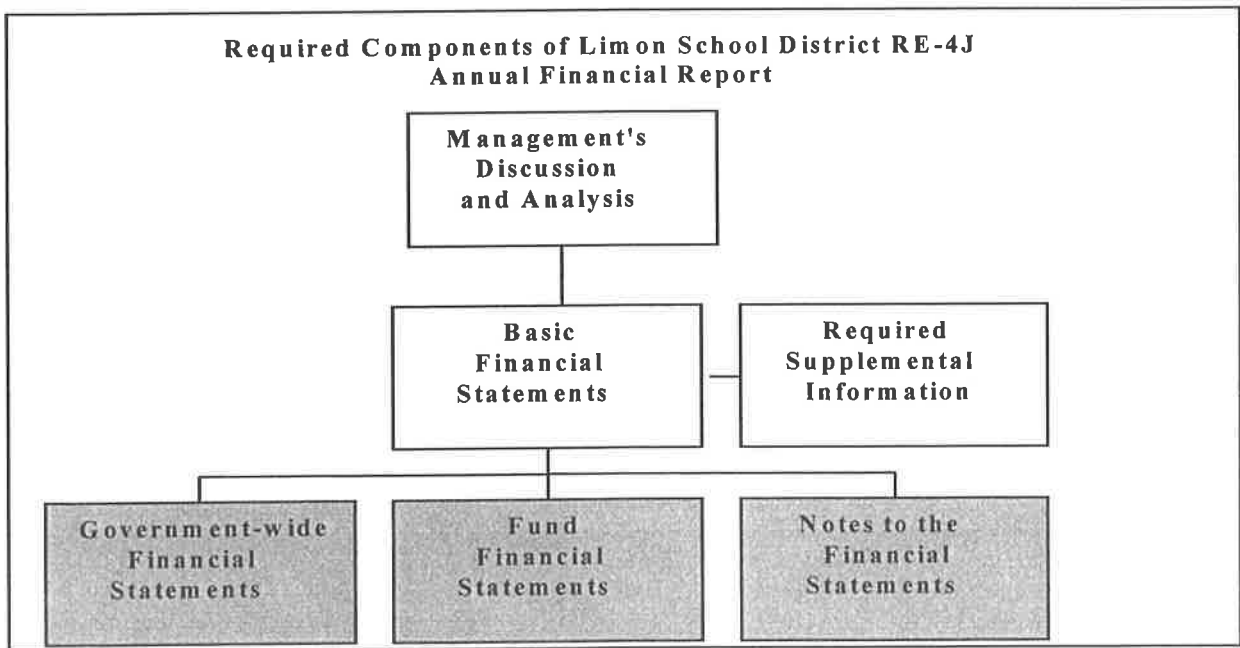 Required Components of Limon School District RE-4J
Annual Financial Report
Management's
Discussion
and Analysis
Basic
Financial
Statements
Required
Supplemental
Information
Government-wide
Financial
Statements
Fund
Financial
Statements
Notes to the
Financial
Statements